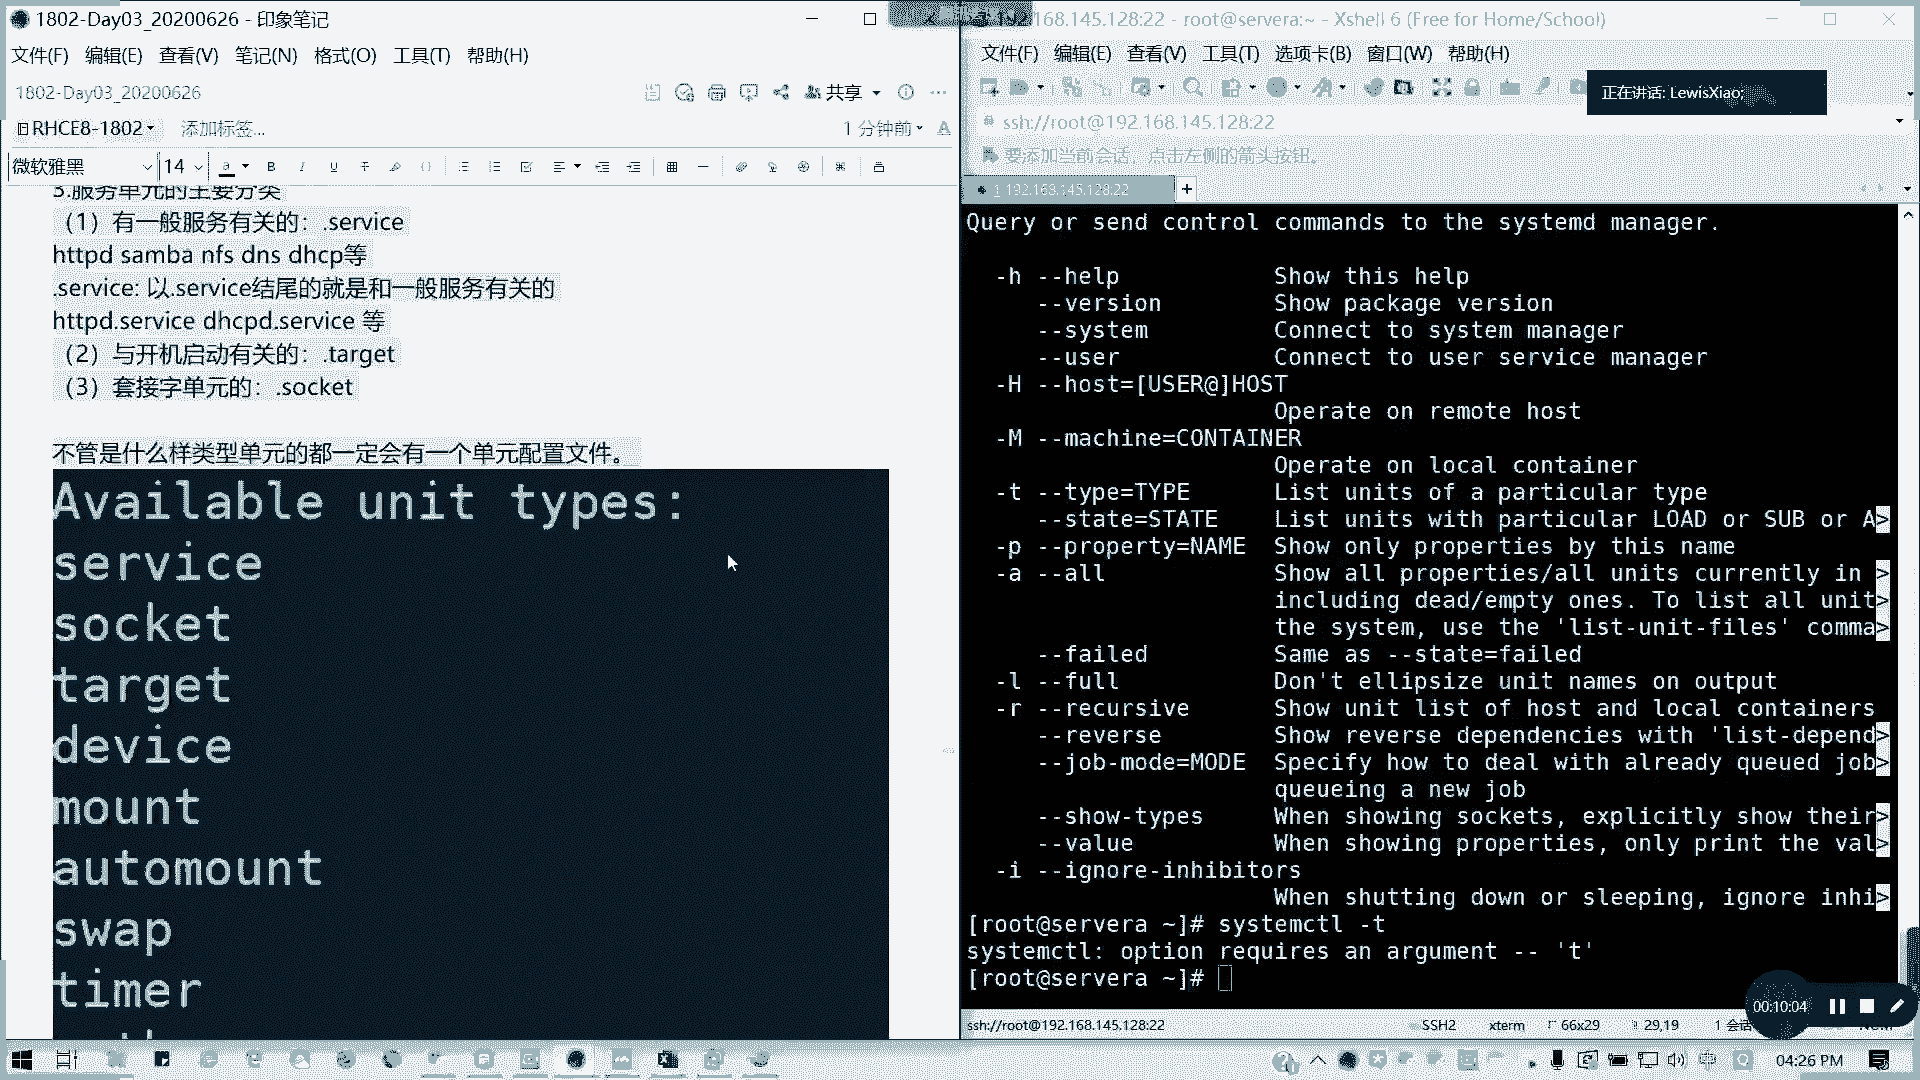 1802-Day03_20200626 - 印象笔记
文件(F) 编辑(E) 查看(V) 笔记(N) 格式(O) 工具(T) 帮助(H)
1802-Day03_20200626
共享
RHCE8-1802
添加标签...
1 分钟前
微软雅黑 14
3.服务单元的主要分类
（1）有一般服务有关的：.service
httpd samba nfs dns dhcp等
.service: 以.service结尾的就是和一般服务有关的
httpd.service dhcpd.service 等
（2）与开机启动有关的：.target
（3）套接字单元的：.socket
不管是什么样类型单元的都一定会有一个单元配置文件。
Available unit types:
service
socket
target
device
mount
automount
swap
timer
192.168.145.128:22 - root@servera:~ - Xshell 6 (Free for Home/School)
文件(F) 编辑(E) 查看(V) 工具(T) 选项卡(B) 窗口(W) 帮助(H)
正在讲话: LewisXiao;
ssh://root@192.168.145.128:22
要添加当前会话，点击左侧的箭头按钮。
1 192.168.145.128:22
Query or send control commands to the systemd manager.
-h --help Show this help
--version Show package version
--system Connect to system manager
--user Connect to user service manager
-H --host=[USER@]HOST
Operate on remote host
-M --machine=CONTAINER
Operate on local container
-t --type=TYPE List units of a particular type
--state=STATE List units with particular LOAD or SUB or A>
-p --property=NAME Show only properties by this name
-a --all Show all properties/all units currently in >
including dead/empty ones. To list all unit>
the system, use the 'list-unit-files' comma>
--failed Same as --state=failed
-l --full Don't ellipsize unit names on output
-r --recursive Show unit list of host and local containers
--reverse Show reverse dependencies with 'list-depend>
--job-mode=MODE Specify how to deal with already queued job>
queueing a new job
--show-types When showing sockets, explicitly show their>
--value When showing properties, only print the val>
-i --ignore-inhibitors
When shutting down or sleeping, ignore inhi>
[root@servera ~]# systemctl -t
systemctl: option requires an argument -- 't'
[root@servera ~]#
00:10:04
ssh://root@192.168.145.128:22 SSH2 xterm 66x29 29,19 1 会话
04:26 PM